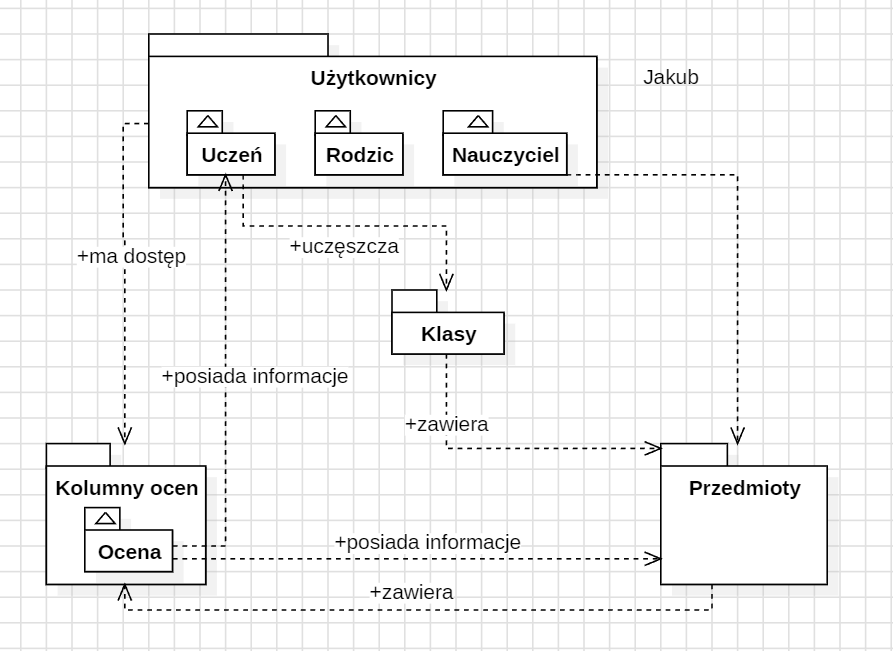 Użytkownicy
Jakub
Uczeń
Rodzic
Nauczyciel
+uczęszcza
+ma dostęp
Klasy
+posiada informacje
+zawiera
Kolumny ocen
Przedmioty
+posiada informacje
Ocena
+zawiera